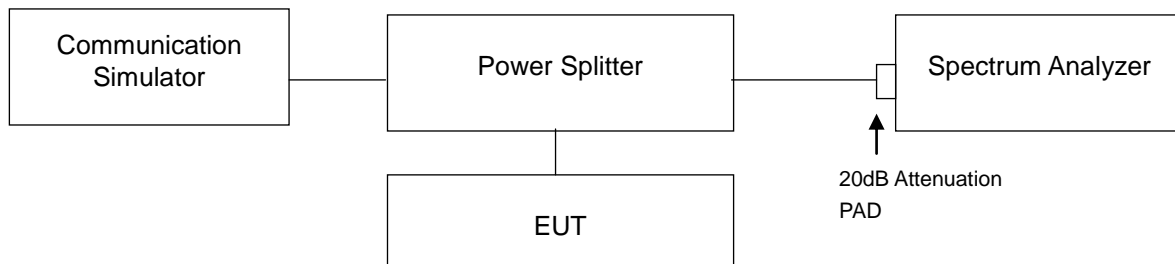 Communication
Simulator
Power Splitter
Spectrum Analyzer
20dB Attenuation
PAD
EUT